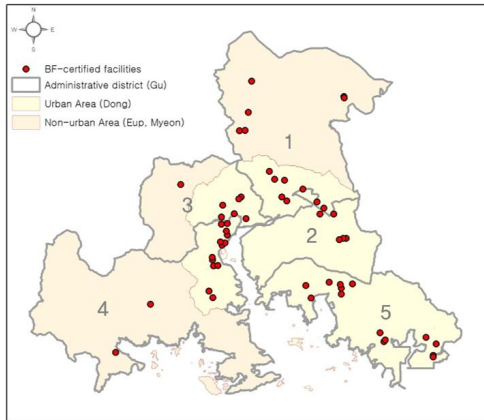 N
W E
S
BF-certified facilities
Administrative district (Gu)
Urban Area (Dong)
Non-urban Area (Eup, Myeon)
1
3
2
4
5